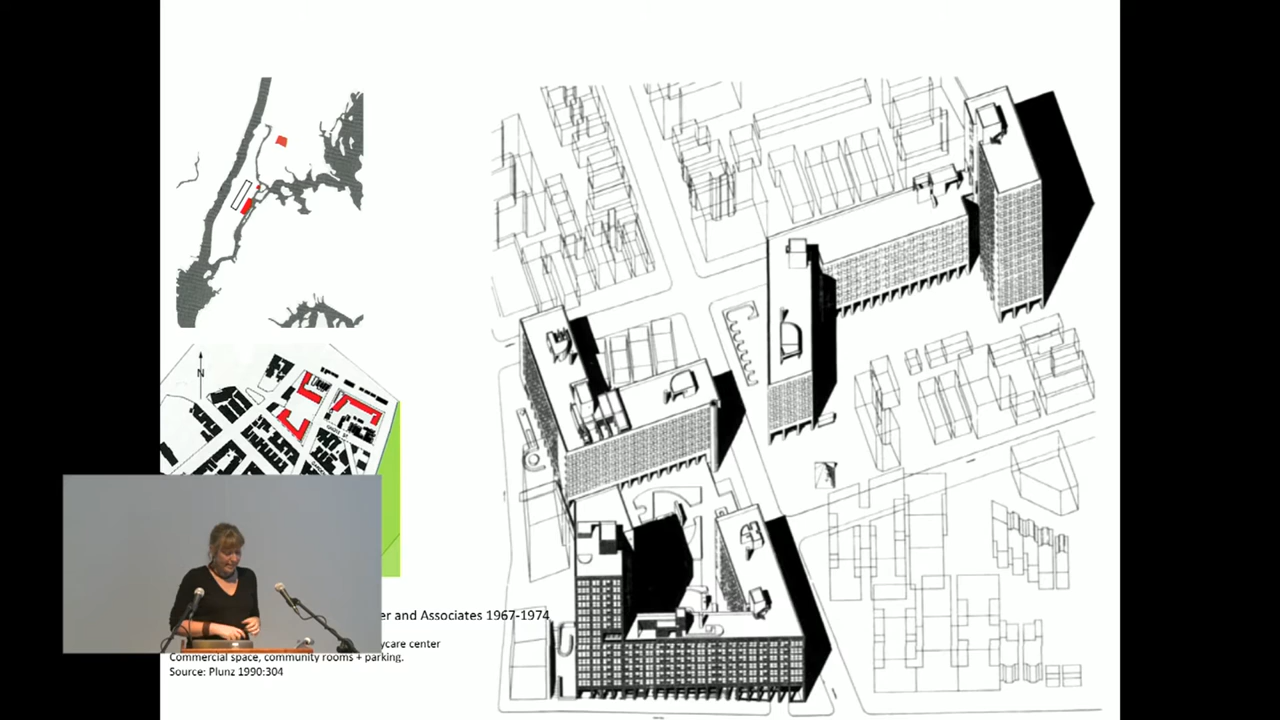 N
er and Associates 1967-1974
ycare center
Commercial space, community rooms + parking.
Source: Plunz 1990:304